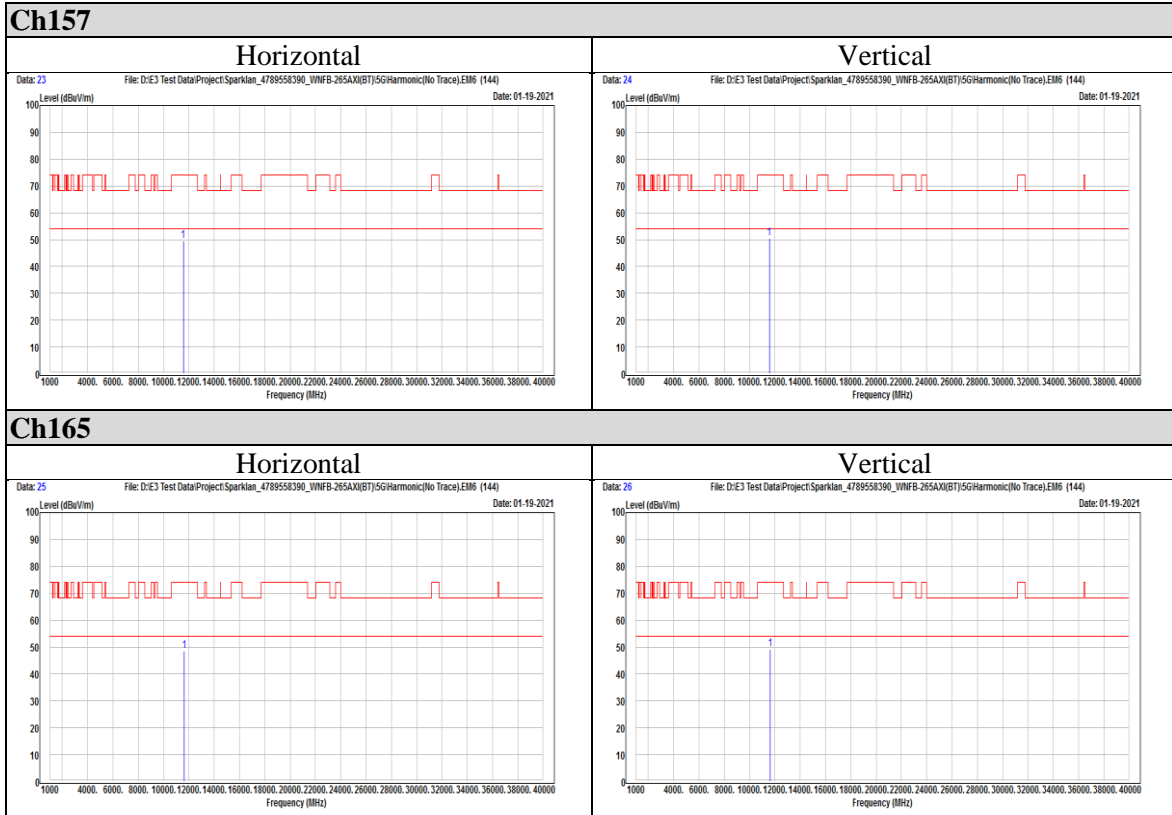 Ch157
Horizontal
Vertical
Data: 23 File: D:\E3 Test Data\Project\Sparklan_4789558390_WNFB-265AXI(BT)\5G\Harmonic(No Trace).EM6 (144)
Level (dBuV/m)
Date: 01-19-2021
100
90
80
70
60
50
40
30
20
10
0
1
1000 4000. 6000. 8000. 10000. 12000. 14000. 16000. 18000. 20000. 22000. 24000. 26000. 28000. 30000. 32000. 34000. 36000. 38000. 40000
Frequency (MHz)
Data: 24 File: D:\E3 Test Data\Project\Sparklan_4789558390_WNFB-265AXI(BT)\5G\Harmonic(No Trace).EM6 (144)
Level (dBuV/m)
Date: 01-19-2021
100
90
80
70
60
50
40
30
20
10
0
1
1000 4000. 6000. 8000. 10000. 12000. 14000. 16000. 18000. 20000. 22000. 24000. 26000. 28000. 30000. 32000. 34000. 36000. 38000. 40000
Frequency (MHz)
Ch165
Horizontal
Vertical
Data: 25 File: D:\E3 Test Data\Project\Sparklan_4789558390_WNFB-265AXI(BT)\5G\Harmonic(No Trace).EM6 (144)
Level (dBuV/m)
Date: 01-19-2021
100
90
80
70
60
50
40
30
20
10
0
1
1000 4000. 6000. 8000. 10000. 12000. 14000. 16000. 18000. 20000. 22000. 24000. 26000. 28000. 30000. 32000. 34000. 36000. 38000. 40000
Frequency (MHz)
Data: 26 File: D:\E3 Test Data\Project\Sparklan_4789558390_WNFB-265AXI(BT)\5G\Harmonic(No Trace).EM6 (144)
Level (dBuV/m)
Date: 01-19-2021
100
90
80
70
60
50
40
30
20
10
0
1
1000 4000. 6000. 8000. 10000. 12000. 14000. 16000. 18000. 20000. 22000. 24000. 26000. 28000. 30000. 32000. 34000. 36000. 38000. 40000
Frequency (MHz)